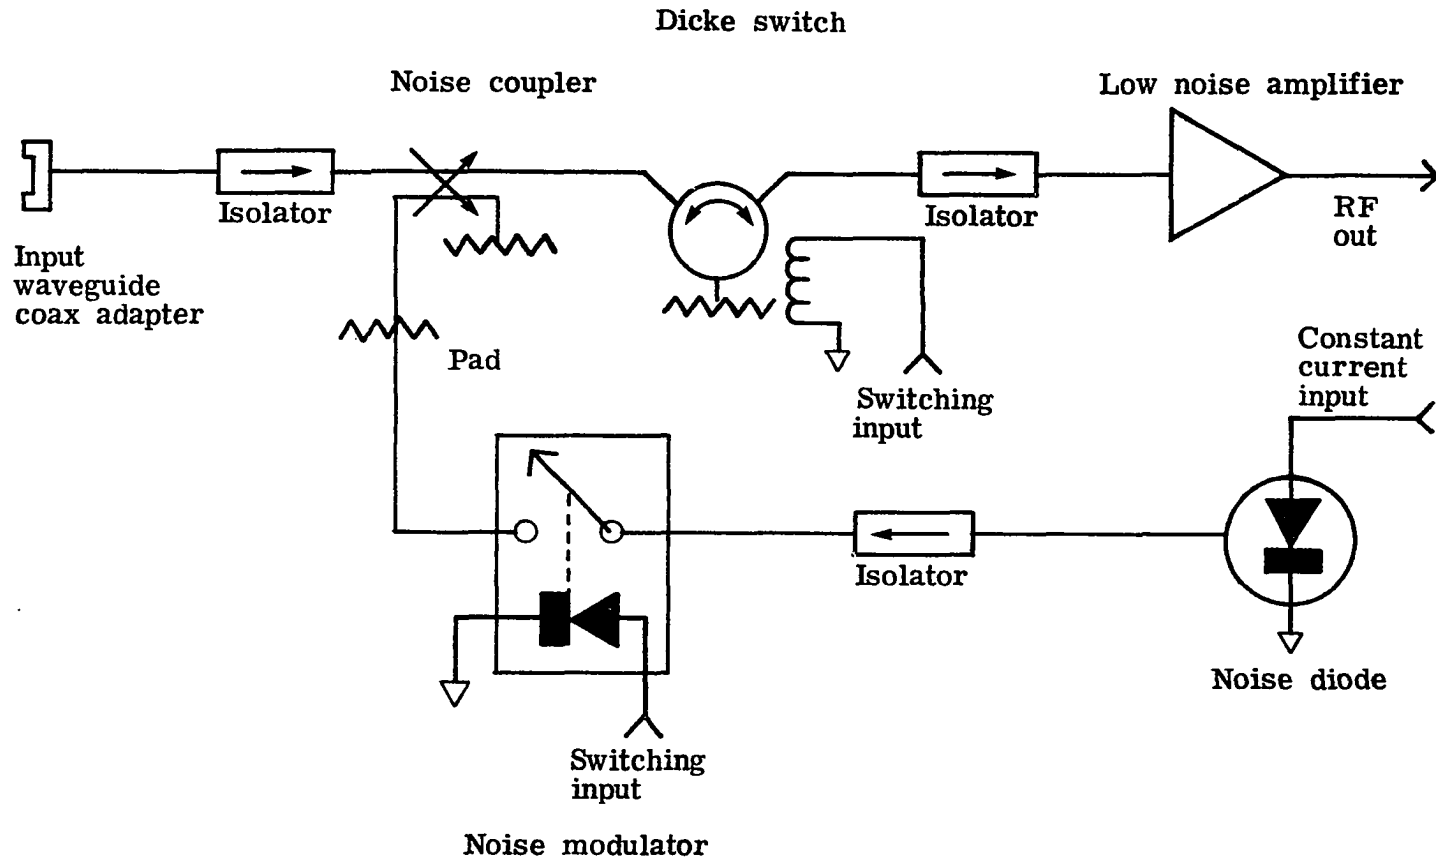 Dicke switch
Noise coupler
Low noise amplifier
Isolator
Isolator
RF
out
Input
waveguide
coax adapter
Pad
Switching
input
Constant
current
input
Isolator
Noise diode
Switching
input
Noise modulator